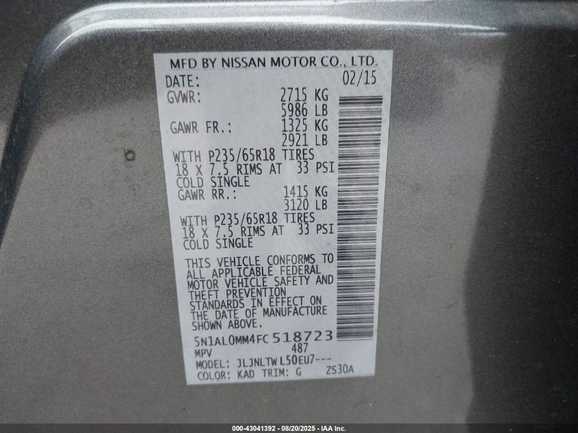 MFD BY NISSAN MOTOR CO., LTD.
DATE: 02/15
GVWR: 2715 KG
5986 LB
GAWR FR.: 1325 KG
2921 LB
WITH P235/65R18 TIRES
18 X 7.5 RIMS AT 33 PSI
COLD SINGLE
GAWR RR.: 1415 KG
3120 LB
WITH P235/65R18 TIRES
18 X 7.5 RIMS AT 33 PSI
COLD SINGLE
THIS VEHICLE CONFORMS TO
ALL APPLICABLE FEDERAL
MOTOR VEHICLE SAFETY AND
THEFT PREVENTION
STANDARDS IN EFFECT ON
THE DATE OF MANUFACTURE
SHOWN ABOVE.
5N1AL0MM4FC518723
MPV 487
MODEL: JLJNLTWL50EU7---
COLOR: KAD TRIM: G ZS30A
000-43041392 - 08/20/2025 - IAA Inc.